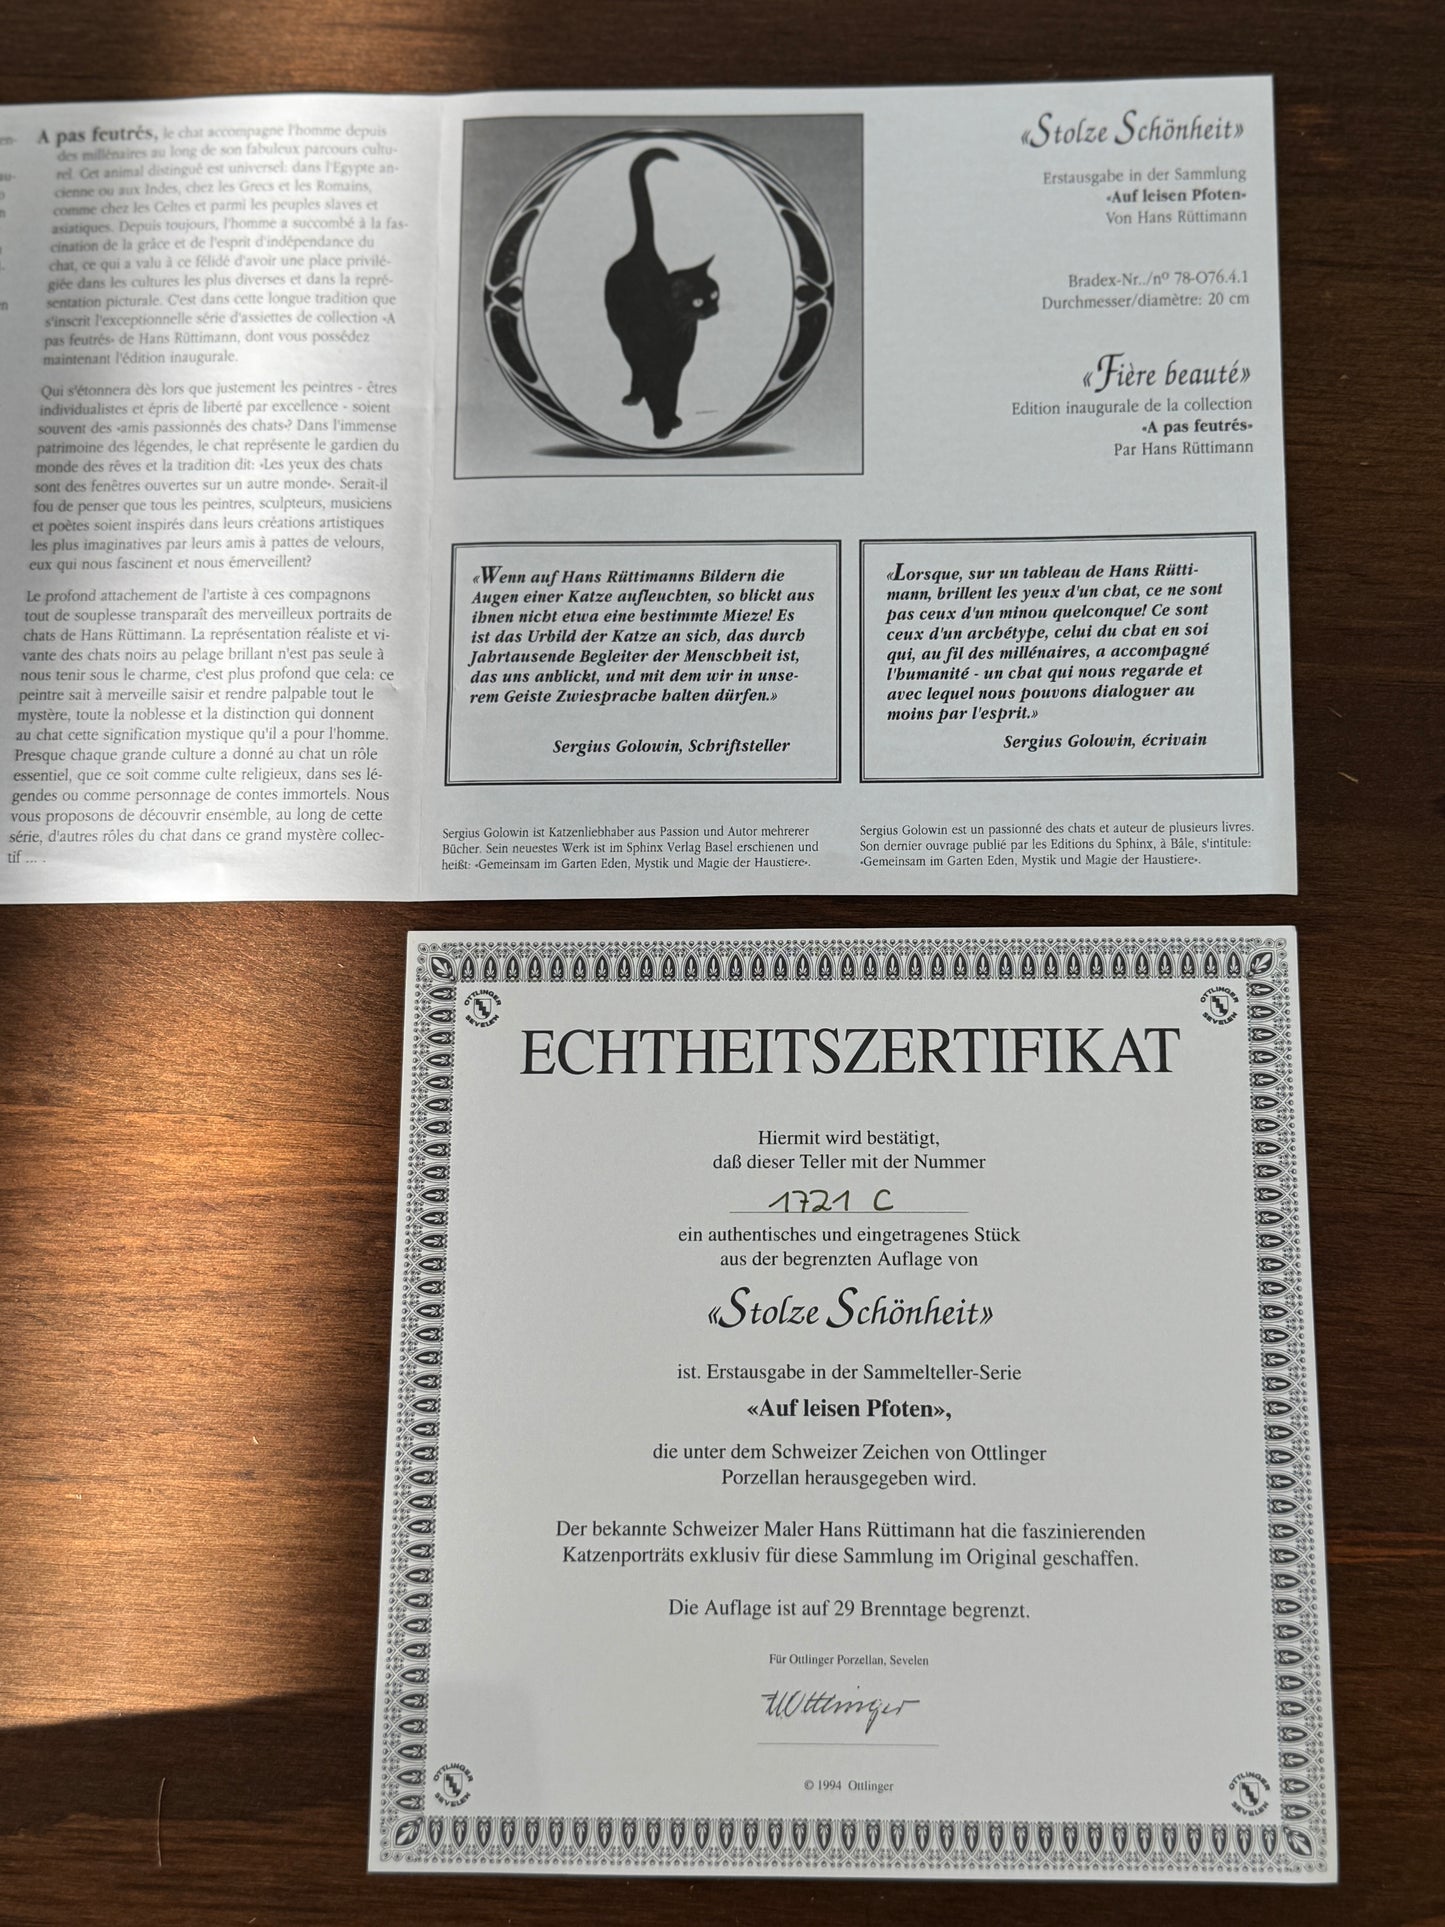 en-
au-
o
n
l-
en
A pas feutrés, le chat accompagne l'homme depuis
des millénaires au long de son fabuleux parcours cultu-
rel. Cet animal distingué est universel: dans l'Egypte an-
cienne ou aux Indes, chez les Grecs et les Romains,
comme chez les Celtes et parmi les peuples slaves et
asiatiques. Depuis toujours, l'homme a succombé à la fas-
cination de la grâce et de l'esprit d'indépendance du
chat, ce qui a valu à ce félidé d'avoir une place privilé-
giée dans les cultures les plus diverses et dans la repré-
sentation picturale. C'est dans cette longue tradition que
s'inscrit l'exceptionnelle série d'assiettes de collection «A
pas feutrés» de Hans Rüttimann, dont vous possédez
maintenant l'édition inaugurale.
Qui s'étonnera dès lors que justement les peintres - êtres
individualistes et épris de liberté par excellence - soient
souvent des «amis passionnés des chats»? Dans l'immense
patrimoine des légendes, le chat représente le gardien du
monde des rêves et la tradition dit: «Les yeux des chats
sont des fenêtres ouvertes sur un autre monde». Serait-il
fou de penser que tous les peintres, sculpteurs, musiciens
et poètes soient inspirés dans leurs créations artistiques
les plus imaginatives par leurs amis à pattes de velours,
eux qui nous fascinent et nous émerveillent?
Le profond attachement de l'artiste à ces compagnons
tout de souplesse transparaît des merveilleux portraits de
chats de Hans Rüttimann. La représentation réaliste et vi-
vante des chats noirs au pelage brillant n'est pas seule à
nous tenir sous le charme, c'est plus profond que cela: ce
peintre sait à merveille saisir et rendre palpable tout le
mystère, toute la noblesse et la distinction qui donnent
au chat cette signification mystique qu'il a pour l'homme.
Presque chaque grande culture a donné au chat un rôle
essentiel, que ce soit comme culte religieux, dans ses lé-
gendes ou comme personnage de contes immortels. Nous
vous proposons de découvrir ensemble, au long de cette
série, d'autres rôles du chat dans ce grand mystère collec-
tif ... .
«Stolze Schönheit»
Erstausgabe in der Sammlung
«Auf leisen Pfoten»
Von Hans Rüttimann
Bradex-Nr../nº 78-O76.4.1
Durchmesser/diamètre: 20 cm
«Fière beauté»
Edition inaugurale de la collection
«A pas feutrés»
Par Hans Rüttimann
«Wenn auf Hans Rüttimanns Bildern die
Augen einer Katze aufleuchten, so blickt aus
ihnen nicht etwa eine bestimmte Mieze! Es
ist das Urbild der Katze an sich, das durch
Jahrtausende Begleiter der Menschheit ist,
das uns anblickt, und mit dem wir in unse-
rem Geiste Zwiesprache halten dürfen.»
Sergius Golowin, Schriftsteller
«Lorsque, sur un tableau de Hans Rütti-
mann, brillent les yeux d'un chat, ce ne sont
pas ceux d'un minou quelconque! Ce sont
ceux d'un archétype, celui du chat en soi
qui, au fil des millénaires, a accompagné
l'humanité - un chat qui nous regarde et
avec lequel nous pouvons dialoguer au
moins par l'esprit.»
Sergius Golowin, écrivain
Sergius Golowin ist Katzenliebhaber aus Passion und Autor mehrerer
Bücher. Sein neuestes Werk ist im Sphinx Verlag Basel erschienen und
heißt: «Gemeinsam im Garten Eden, Mystik und Magie der Haustiere».
Sergius Golowin est un passionné des chats et auteur de plusieurs livres.
Son dernier ouvrage publié par les Editions du Sphinx, à Bâle, s'intitule:
«Gemeinsam im Garten Eden, Mystik und Magie der Haustiere».
OTTLINGER SEVELEN
OTTLINGER SEVELEN
ECHTHEITSZERTIFIKAT
Hiermit wird bestätigt,
daß dieser Teller mit der Nummer
1721 C
ein authentisches und eingetragenes Stück
aus der begrenzten Auflage von
«Stolze Schönheit»
ist. Erstausgabe in der Sammelteller-Serie
«Auf leisen Pfoten»,
die unter dem Schweizer Zeichen von Ottlinger
Porzellan herausgegeben wird.
Der bekannte Schweizer Maler Hans Rüttimann hat die faszinierenden
Katzenporträts exklusiv für diese Sammlung im Original geschaffen.
Die Auflage ist auf 29 Brenntage begrenzt.
Für Ottlinger Porzellan, Sevelen
Ottlinger
© 1994 Ottlinger
OTTLINGER SEVELEN
OTTLINGER SEVELEN